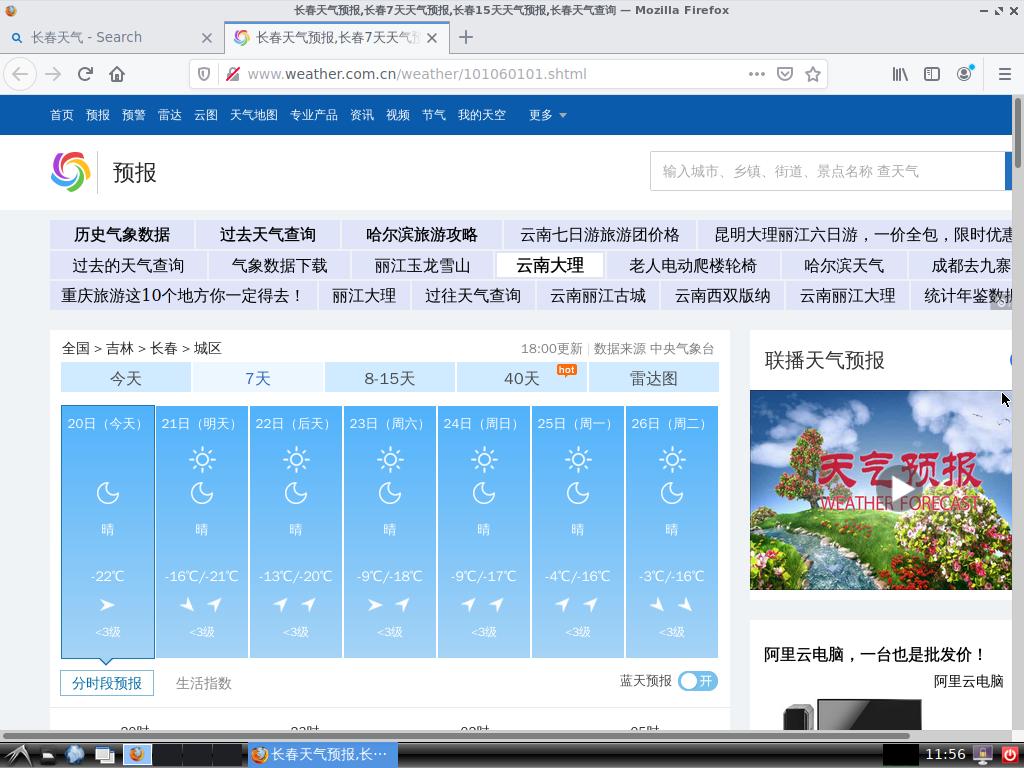 长春天气预报,长春7天天气预报,长春15天天气预报,长春天气查询 — Mozilla Firefox
长春天气 - Search
长春天气预报,长春7天天气预
www.weather.com.cn/weather/101060101.shtml
首页 预报 预警 雷达 云图 天气地图 专业产品 资讯 视频 节气 我的天空 更多
预报
输入城市、乡镇、街道、景点名称 查天气
历史气象数据 过去天气查询 哈尔滨旅游攻略 云南七日游旅游团价格 昆明大理丽江六日游，一价全包，限时优惠
过去的天气查询 气象数据下载 丽江玉龙雪山 云南大理 老人电动爬楼轮椅 哈尔滨天气 成都去九寨
重庆旅游这10个地方你一定得去！ 丽江大理 过往天气查询 云南丽江古城 云南西双版纳 云南丽江大理 统计年鉴数据
全国 > 吉林 > 长春 > 城区
18:00更新 | 数据来源 中央气象台
今天 7天 8-15天 40天 hot 雷达图
20日（今天） 21日（明天） 22日（后天） 23日（周六） 24日（周日） 25日（周一） 26日（周二）
晴 晴 晴 晴 晴 晴 晴
-22℃ -16℃/-21℃ -13℃/-20℃ -9℃/-18℃ -9℃/-17℃ -4℃/-16℃ -3℃/-16℃
<3级 <3级 <3级 <3级 <3级 <3级 <3级
分时段预报 生活指数
蓝天预报 开
联播天气预报
天气预报
WEATHER FORECAST
阿里云电脑，一台也是批发价！
阿里云电脑
长春天气预报,长…
11:56